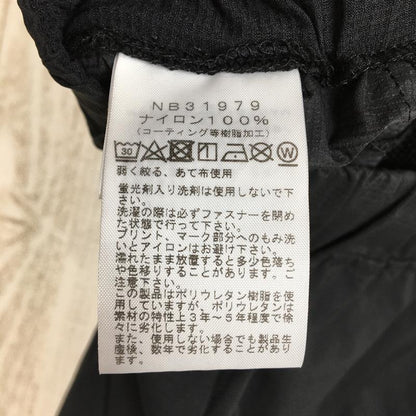 NB31979
ナイロン100%
(コーティング等樹脂加工)
30
弱く絞る、あて布使用
蛍光剤入り洗剤は使用しないで下
さい。
洗濯の際は必ずファスナーを閉め
た状態で行って下さい。
プリント、マーク部分へのもみ洗
いとアイロンはお避け下さい。
濡れたまま放置すると多少色落ち
や色移りすることがあります。ご
注意下さい。
この製品はポリウレタン樹脂を使
用していますが、ポリウレタンは
素材の特性上3年～5年程度で徐
々に劣化します。
また、使用しない場合でも製品生
産後、数年で劣化することがあり
ます。